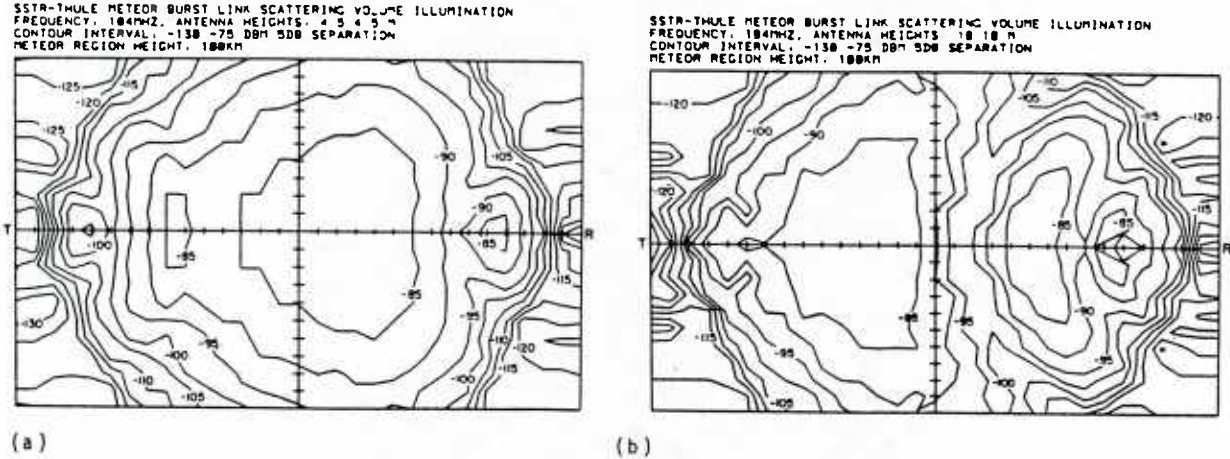 SSTR-THULE METEOR BURST LINK SCATTERING VOLUME ILLUMINATION
FREQUENCY, 104MHZ, ANTENNA HEIGHTS, 4.5 4.5 M
CONTOUR INTERVAL, -130 -75 DBM 5DB SEPARATION
METEOR REGION HEIGHT, 100KM
-125
-115
-120
-125
-105
-90
-90
T
-100
-85
-85
R
-85
-115
-130
-95
-110
-120
-100
-95
-115
-110
-100
-105
(a)
SSTR-THULE METEOR BURST LINK SCATTERING VOLUME ILLUMINATION
FREQUENCY, 104MHZ, ANTENNA HEIGHTS 10 10 M
CONTOUR INTERVAL, -130 -75 DBM 5DB SEPARATION
METEOR REGION HEIGHT, 100KM
-110
-120
-105
-100
-115
-90
-120
-120
-115
-85
-85
T
R
-90
-85
-95
-115
-95
-95
-100
-105
(b)